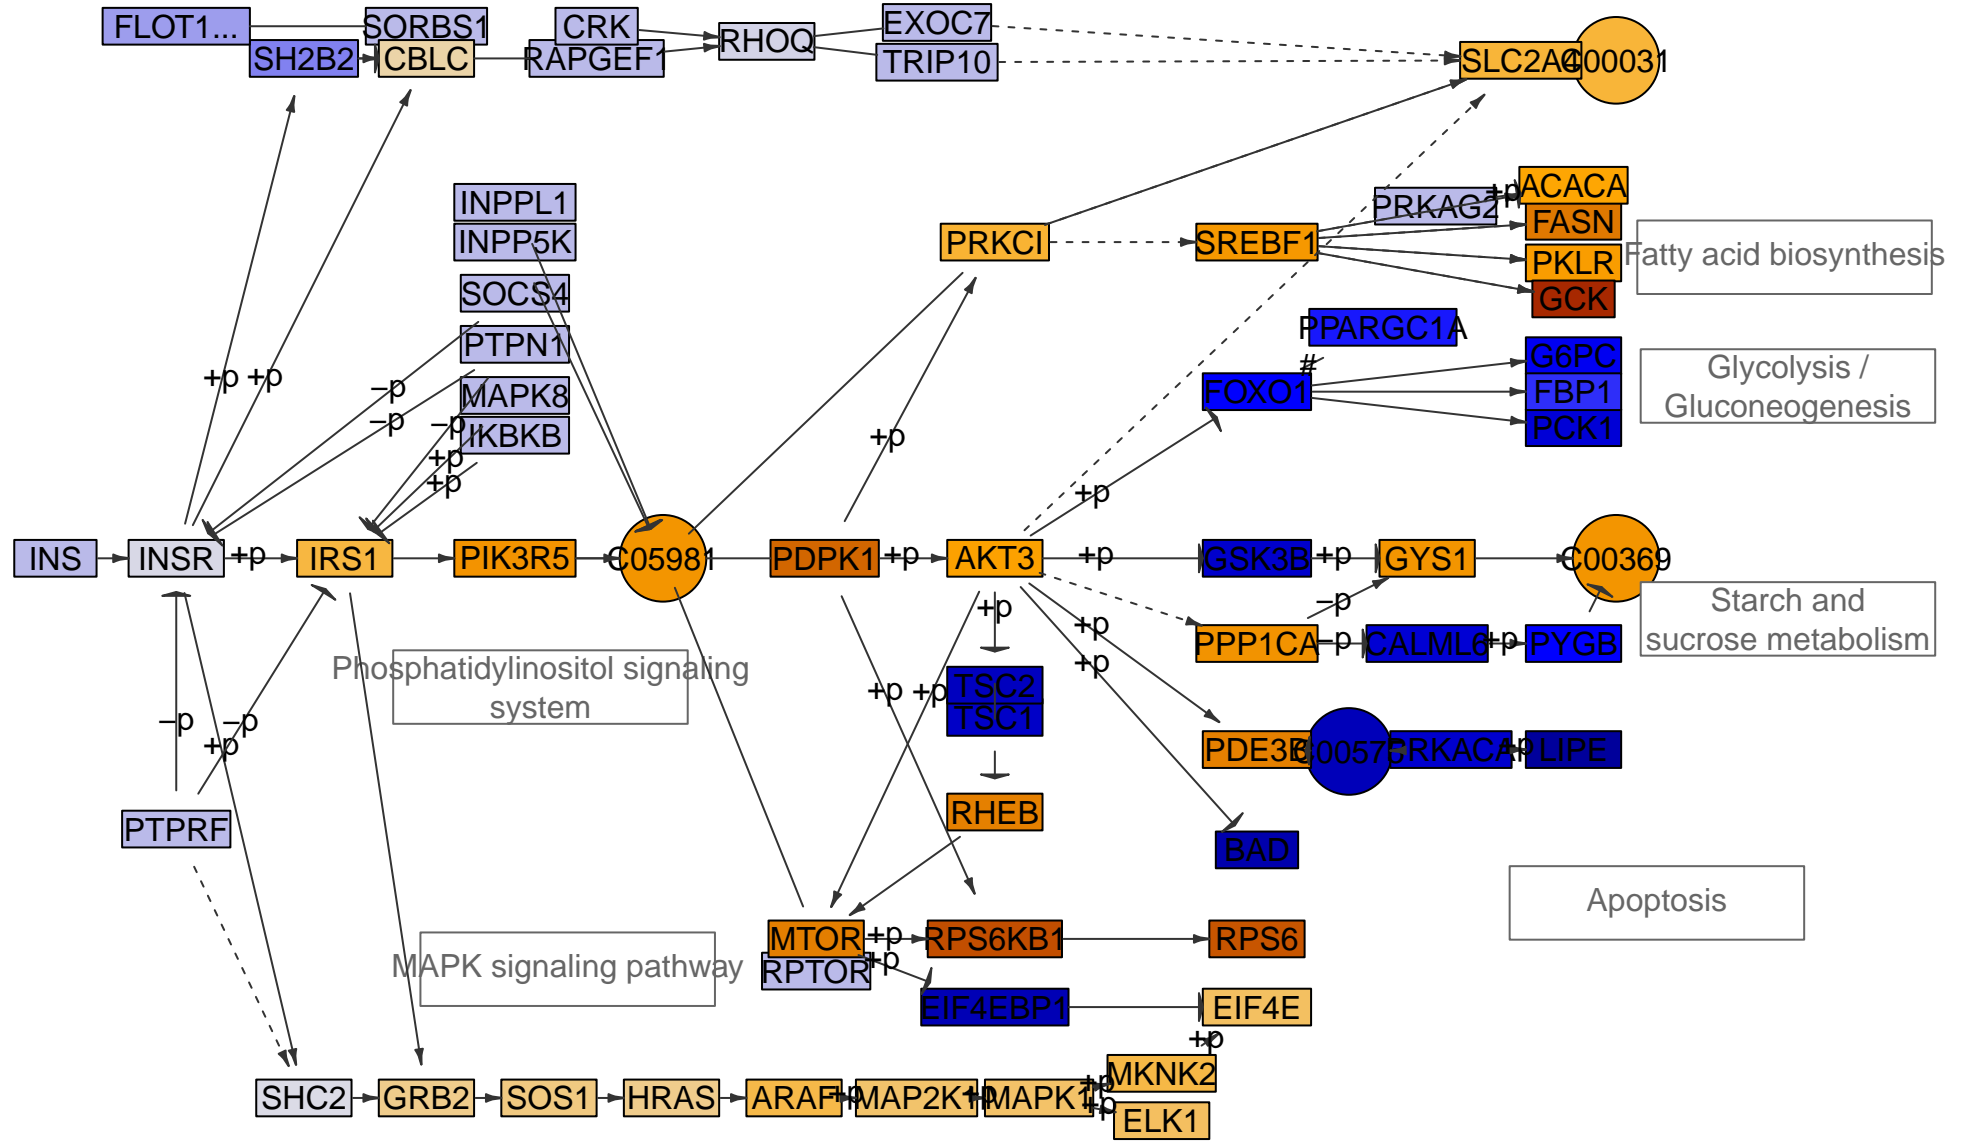 FLOT1...
SORBS1
CRK
RHOQ
EXOC7
SH2B2
CBLC
RAPGEF1
TRIP10
SLC2A4
C00031
INPPL1
INPP5K
PRKCI
SREBF1
PRKAG2
+p
ACACA
FASN
PKLR
GCK
Fatty acid biosynthesis
SOCS4
PTPN1
MAPK8
IKBKB
+p
+p
–p
–p
–p
+p
+p
+p
PPARGC1A
#
FOXO1
G6PC
FBP1
PCK1
Glycolysis /
Gluconeogenesis
+p
INS
INSR
+p
IRS1
PIK3R5
C05981
PDPK1
+p
AKT3
+p
GSK3B
+p
GYS1
C00369
–p
PPP1CA
–p
CALML6
+p
PYGB
Starch and
sucrose metabolism
Phosphatidylinositol signaling
system
+p
+p
+p
+p
+p
TSC2
TSC1
–p
–p
+p
PDE3B
C00575
PRKACA
+p
LIPE
PTPRF
RHEB
BAD
Apoptosis
MAPK signaling pathway
MTOR
+p
RPS6KB1
RPS6
RPTOR
+p
EIF4EBP1
EIF4E
+p
SHC2
GRB2
SOS1
HRAS
ARAF
+p
MAP2K1
+p
MAPK1
+p
+p
MKNK2
ELK1